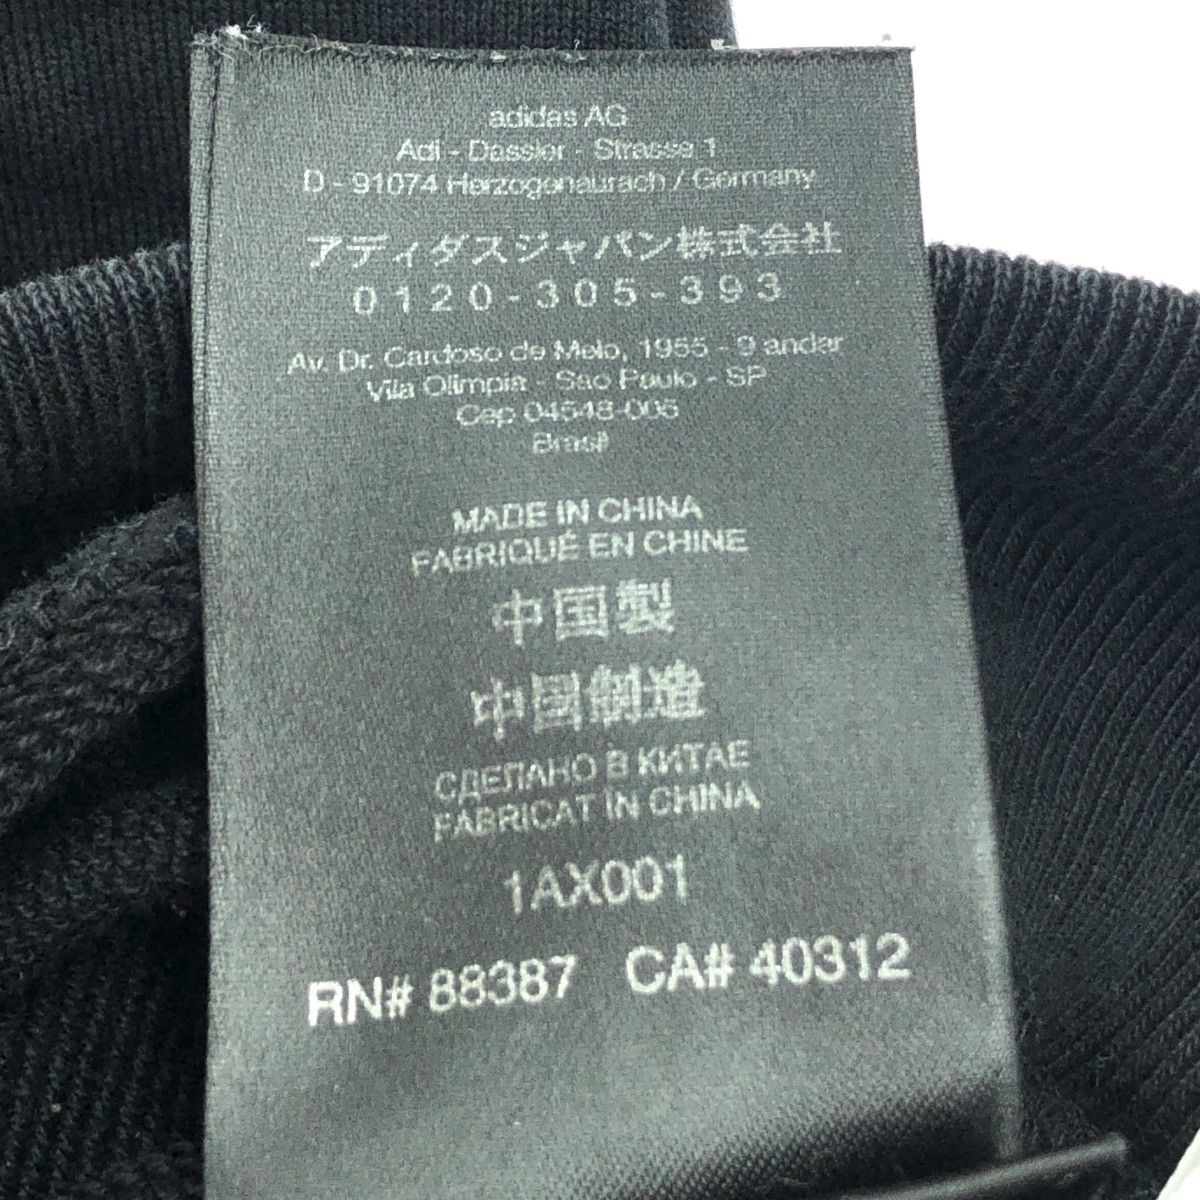 adidas AG
Adi - Dassler - Strasse 1
D - 91074 Herzogenaurach / Germany
アディダスジャパン株式会社
0120-305-393
Av. Dr. Cardoso de Melo, 1955 - 9 andar
Vila Olimpia - Sao Paulo - SP
Cep 04548-005
Brasil
MADE IN CHINA
FABRIQUÉ EN CHINE
中国製
中国制造
СДЕЛАНО В КИТАЕ
FABRICAT ÎN CHINA
1AX001
RN# 88387 CA# 40312